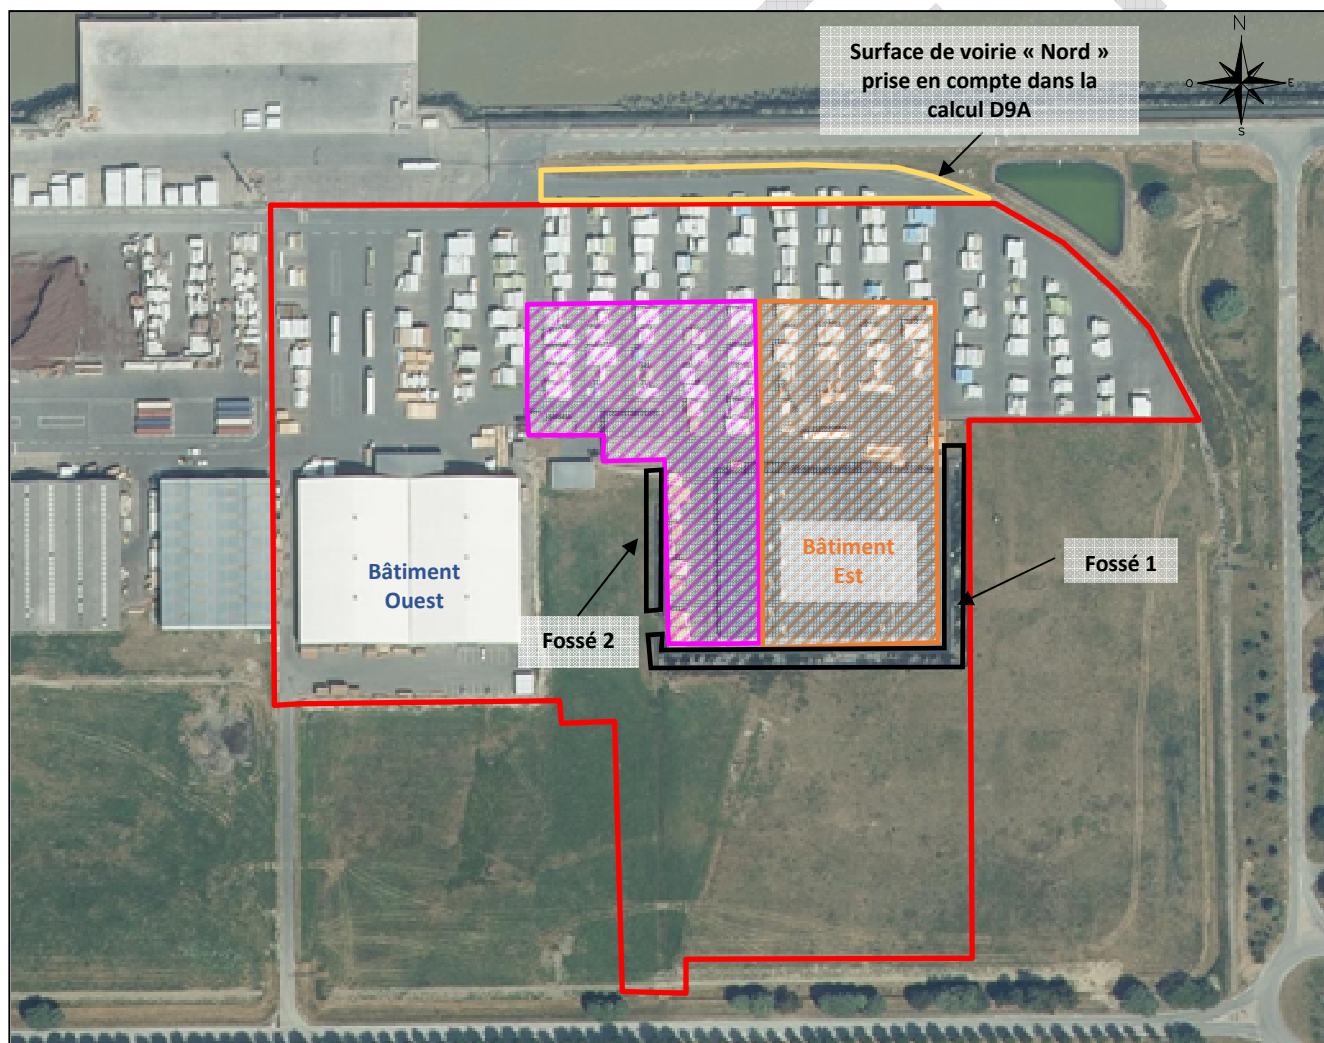 Surface de voirie « Nord »
prise en compte dans la
calcul D9A
N
O
E
S
Bâtiment
Ouest
Bâtiment
Est
Fossé 1
Fossé 2